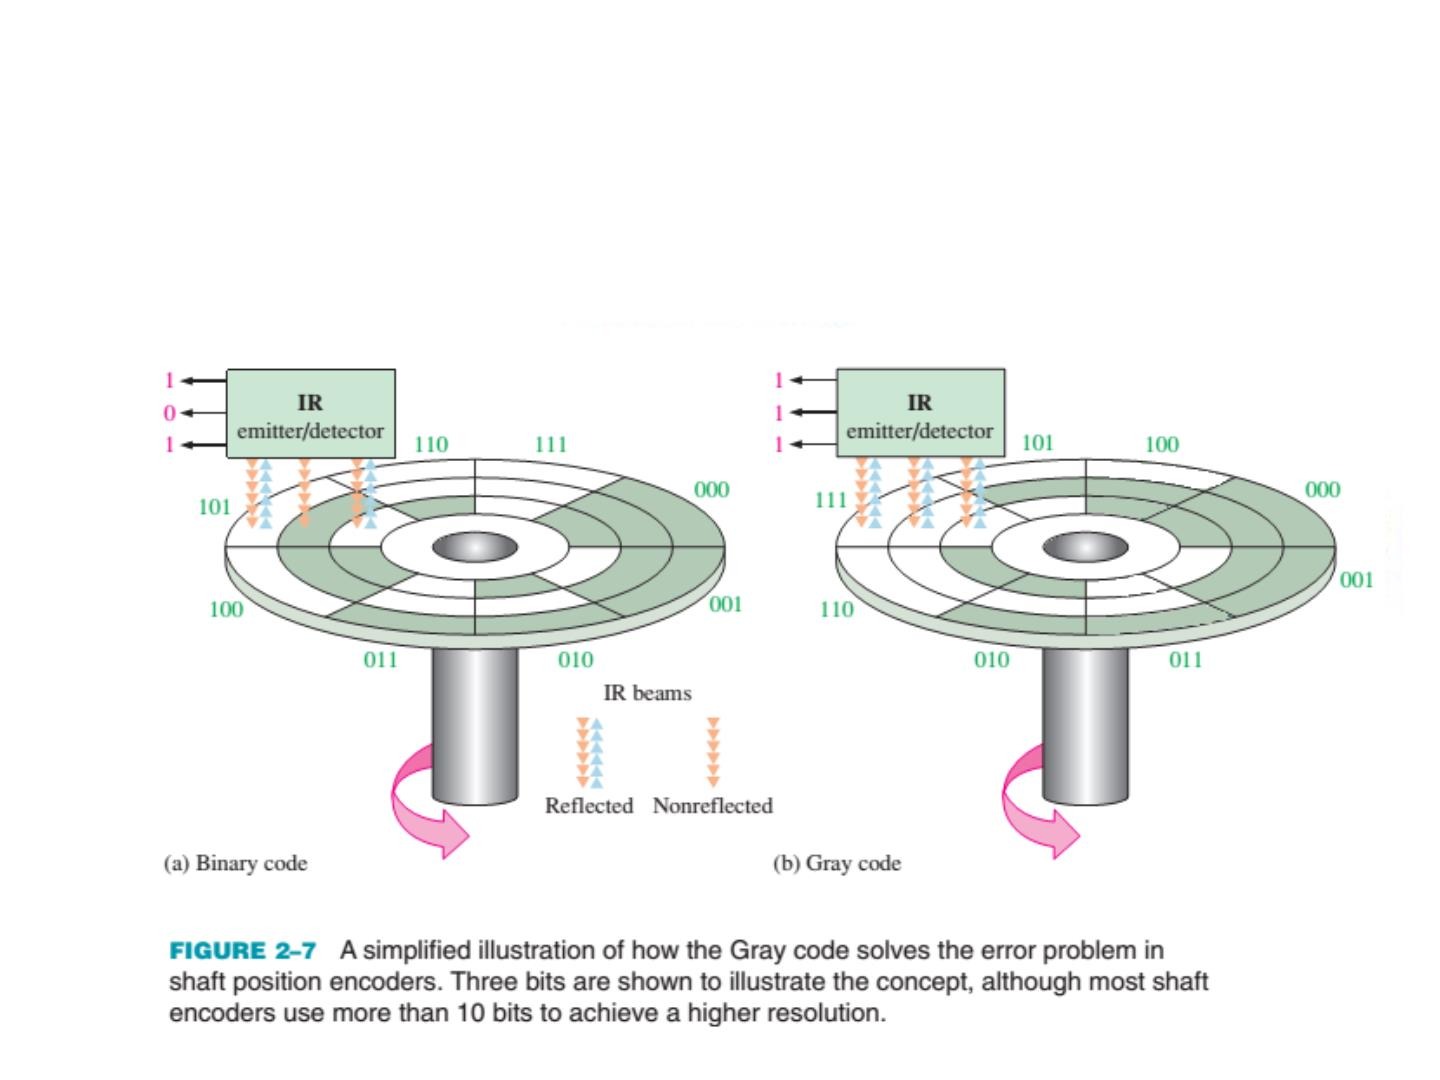 1
0
1
IR
emitter/detector
110
111
000
101
001
100
011
010
IR beams
Reflected Nonreflected
(a) Binary code
1
1
1
IR
emitter/detector
101
100
000
111
001
110
010
011
(b) Gray code
FIGURE 2–7 A simplified illustration of how the Gray code solves the error problem in
shaft position encoders. Three bits are shown to illustrate the concept, although most shaft
encoders use more than 10 bits to achieve a higher resolution.